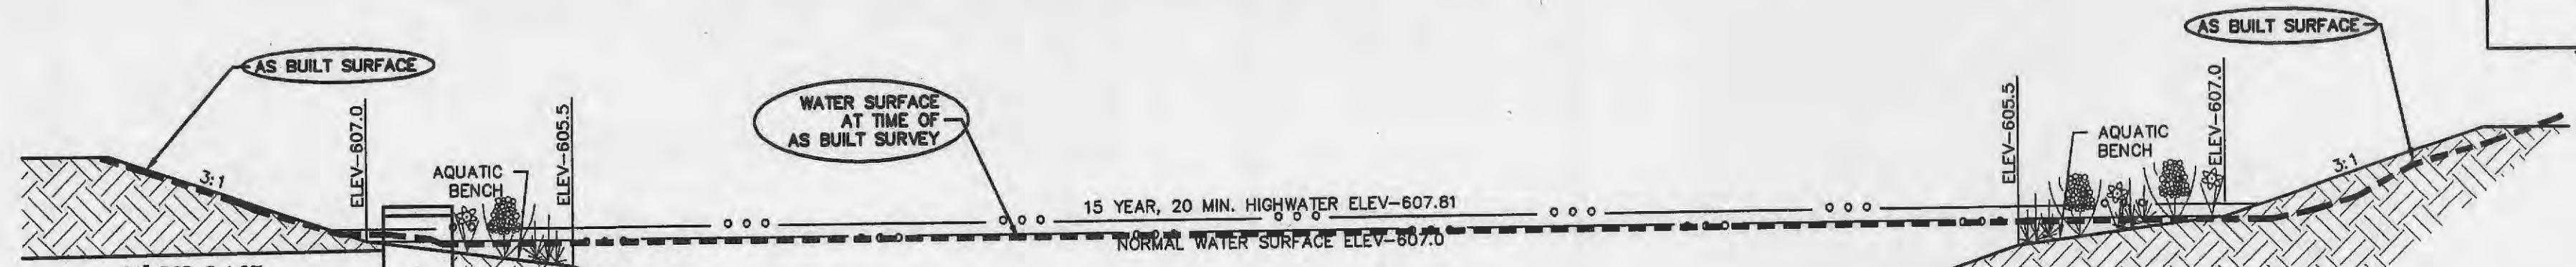 AS BUILT SURFACE
3:1
ELEV-607.0
AQUATIC
BENCH
ELEV-605.5
WATER SURFACE
AT TIME OF
AS BUILT SURVEY
15 YEAR, 20 MIN. HIGHWATER ELEV-607.61
NORMAL WATER SURFACE ELEV-607.0
ELEV-605.5
AQUATIC
BENCH
ELEV-607.0
AS BUILT SURFACE
3:1